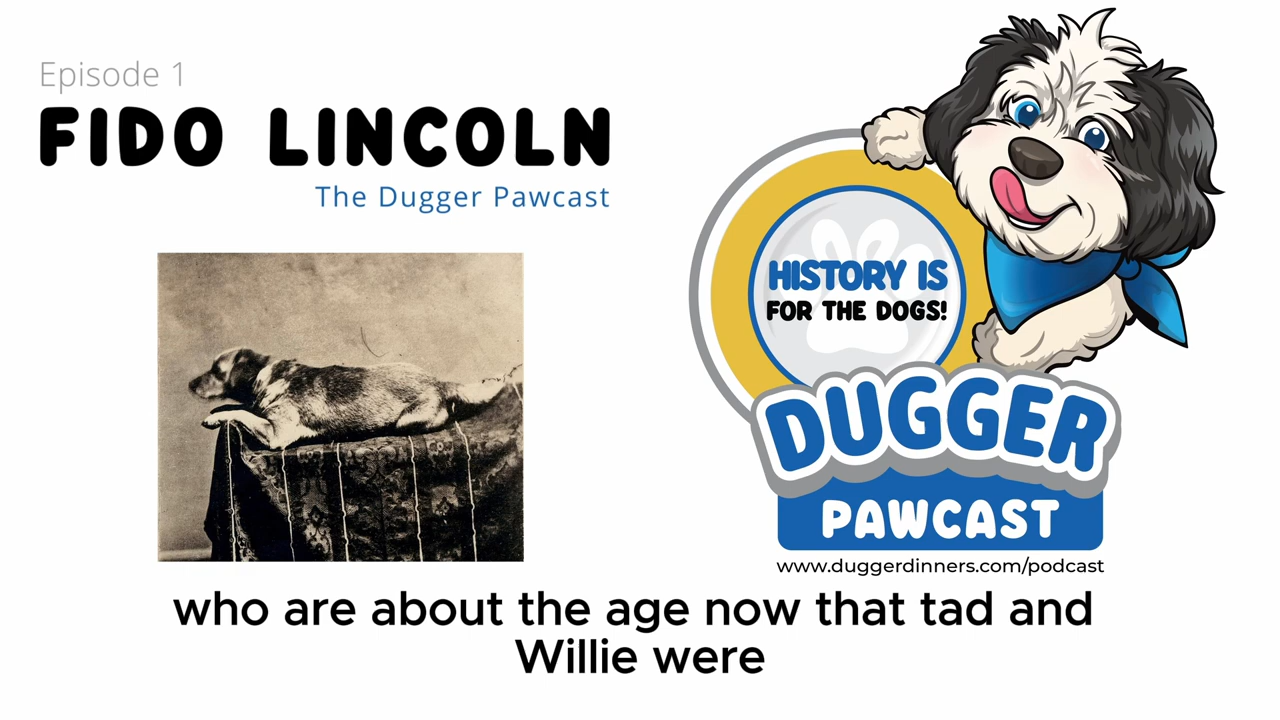 Episode 1
FIDO LINCOLN
The Dugger Pawcast
HISTORY IS
FOR THE DOGS!
DUGGER
PAWCAST
www.duggerdinners.com/podcast
who are about the age now that tad and
Willie were